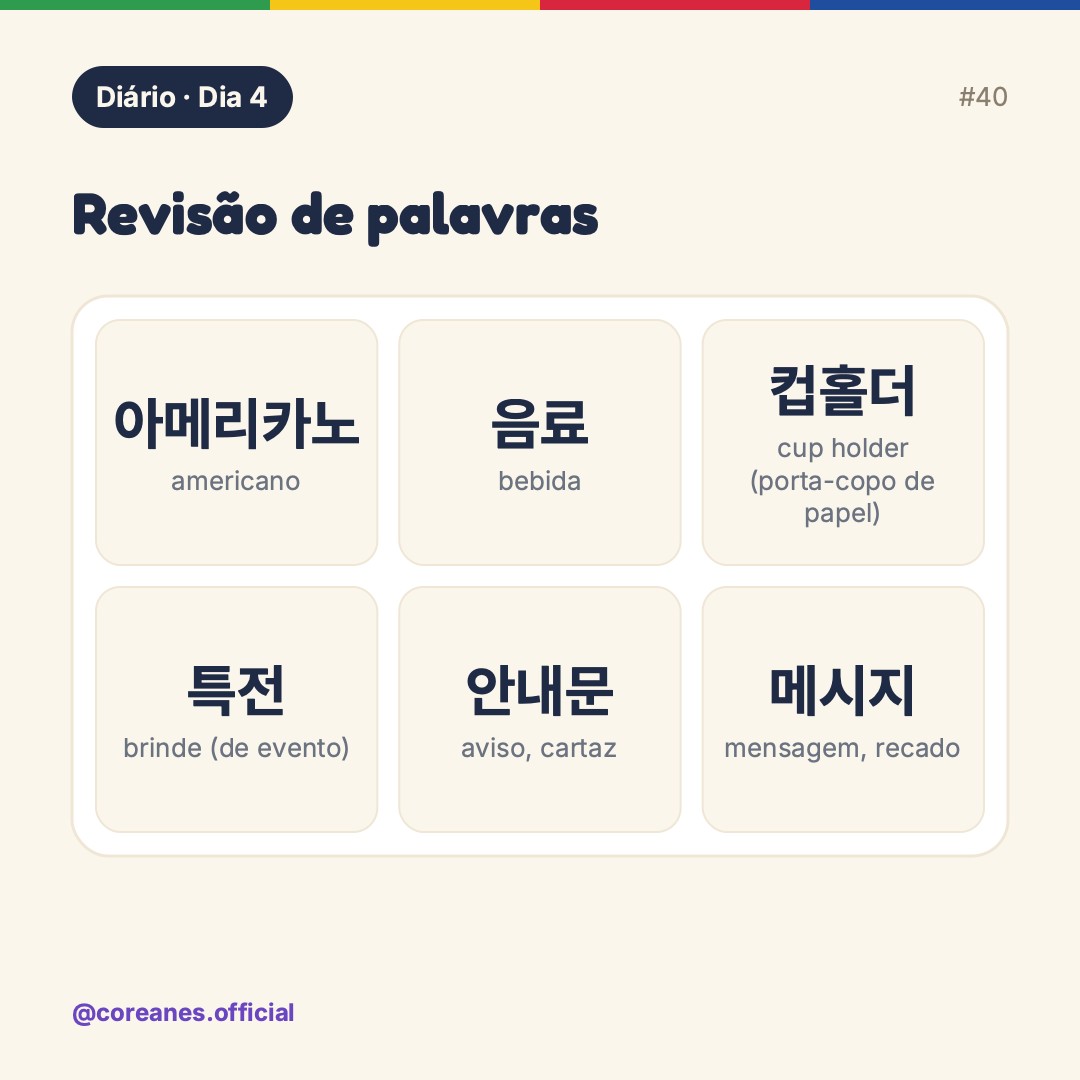 Diário · Dia 4
#40
Revisão de palavras
아메리카노
americano
음료
bebida
컵홀더
cup holder
(porta-copo de
papel)
특전
brinde (de evento)
안내문
aviso, cartaz
메시지
mensagem, recado
@coreanes.official